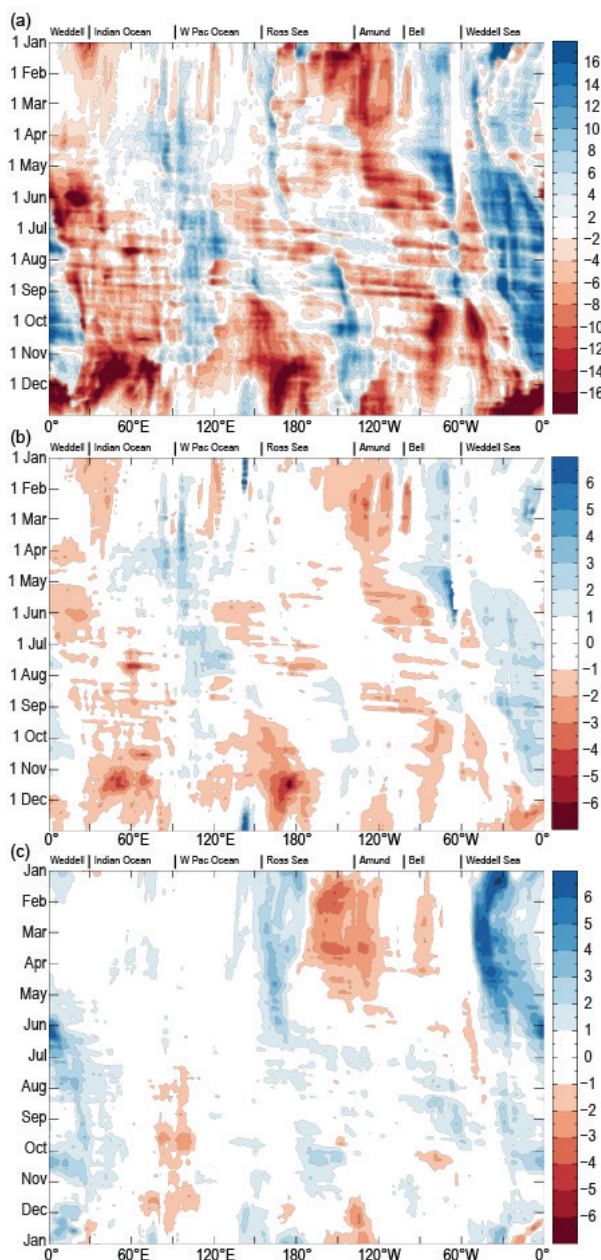 (a)
Weddell | Indian Ocean | W Pac Ocean | Ross Sea | Amund | Bell | Weddell Sea
1 Jan
1 Feb
1 Mar
1 Apr
1 May
1 Jun
1 Jul
1 Aug
1 Sep
1 Oct
1 Nov
1 Dec
0° 60°E 120°E 180° 120°W 60°W 0°
16
14
12
10
8
6
4
2
0
-2
-4
-6
-8
-10
-12
-14
-16
(b)
Weddell | Indian Ocean | W Pac Ocean | Ross Sea | Amund | Bell | Weddell Sea
1 Jan
1 Feb
1 Mar
1 Apr
1 May
1 Jun
1 Jul
1 Aug
1 Sep
1 Oct
1 Nov
1 Dec
0° 60°E 120°E 180° 120°W 60°W 0°
6
5
4
3
2
1
0
-1
-2
-3
-4
-5
-6
(c)
Weddell | Indian Ocean | W Pac Ocean | Ross Sea | Amund | Bell | Weddell Sea
Jan
Feb
Mar
Apr
May
Jun
Jul
Aug
Sep
Oct
Nov
Dec
Jan
0° 60°E 120°E 180° 120°W 60°W 0°
6
5
4
3
2
1
0
-1
-2
-3
-4
-5
-6